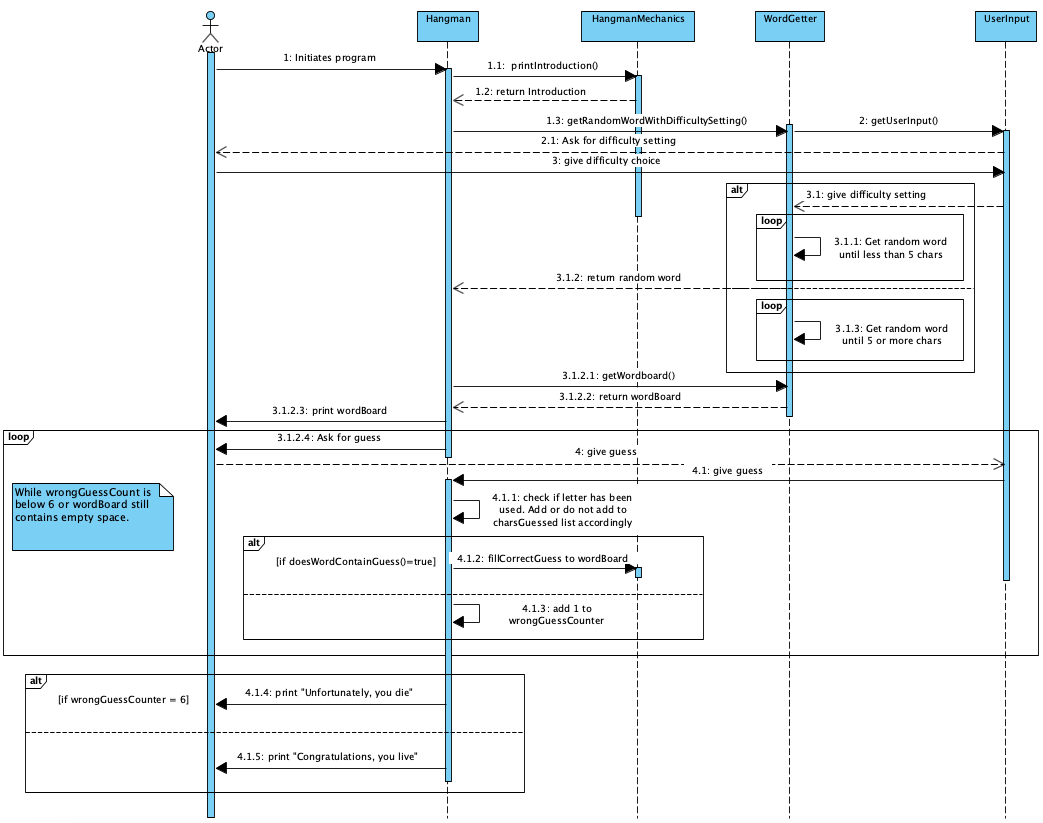 Hangman
HangmanMechanics
WordGetter
UserInput
Actor
1: Initiates program
1.1: printIntroduction()
1.2: return Introduction
1.3: getRandomWordWithDifficultySetting()
2: getUserInput()
2.1: Ask for difficulty setting
3: give difficulty choice
alt
3.1: give difficulty setting
loop
3.1.1: Get random word
until less than 5 chars
3.1.2: return random word
loop
3.1.3: Get random word
until 5 or more chars
3.1.2.1: getWordboard()
3.1.2.2: return wordBoard
3.1.2.3: print wordBoard
loop
3.1.2.4: Ask for guess
4: give guess
4.1: give guess
While wrongGuessCount is
below 6 or wordBoard still
contains empty space.
4.1.1: check if letter has been
used. Add or do not add to
charsGuessed list accordingly
alt
[if doesWordContainGuess()=true]
4.1.2: fillCorrectGuess to wordBoard
4.1.3: add 1 to
wrongGuessCounter
alt
[if wrongGuessCounter = 6]
4.1.4: print "Unfortunately, you die"
4.1.5: print "Congratulations, you live"